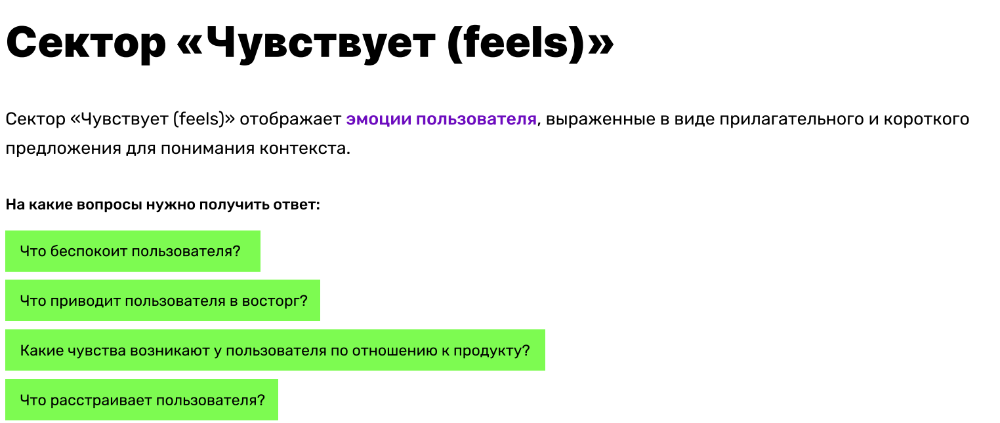 Сектор «Чувствует (feels)»
Сектор «Чувствует (feels)» отображает эмоции пользователя, выраженные в виде прилагательного и короткого
предложения для понимания контекста.
На какие вопросы нужно получить ответ:
Что беспокоит пользователя?
Что приводит пользователя в восторг?
Какие чувства возникают у пользователя по отношению к продукту?
Что расстраивает пользователя?